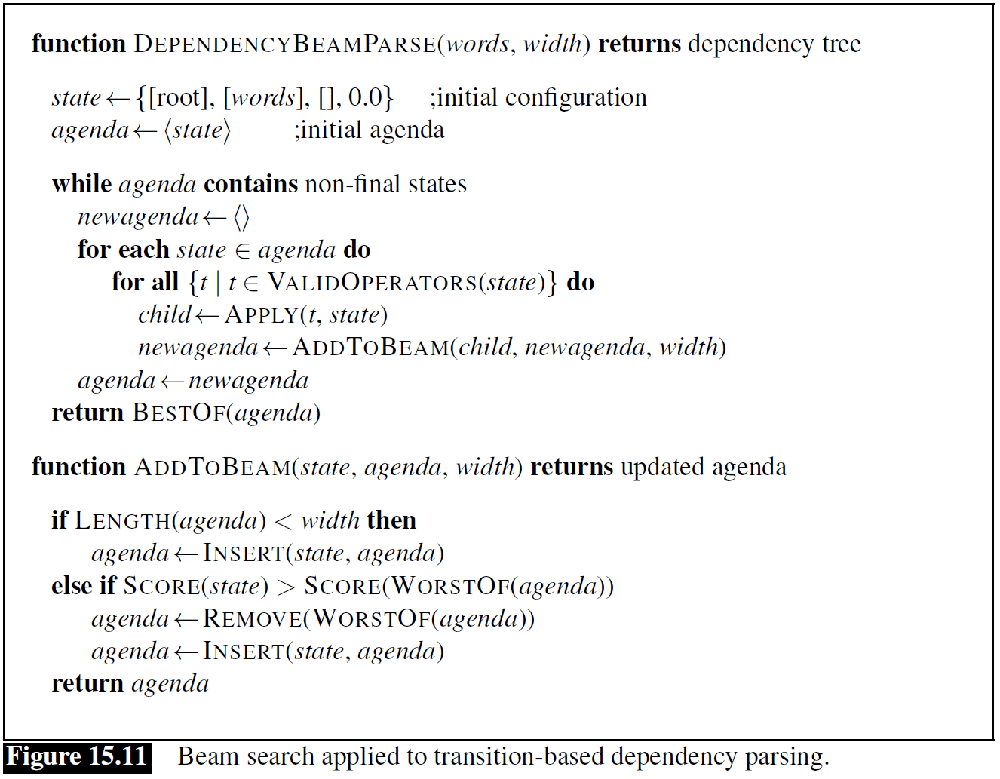 function DEPENDENCYBEAMPARSE(words, width) returns dependency tree
state ← {[root], [words], [], 0.0} ;initial configuration
agenda ← ⟨state⟩ ;initial agenda
while agenda contains non-final states
newagenda ← ⟨⟩
for each state ∈ agenda do
for all {t | t ∈ VALIDOPERATORS(state)} do
child ← APPLY(t, state)
newagenda ← ADDTOBEAM(child, newagenda, width)
agenda ← newagenda
return BESTOF(agenda)
function ADDTOBEAM(state, agenda, width) returns updated agenda
if LENGTH(agenda) < width then
agenda ← INSERT(state, agenda)
else if SCORE(state) > SCORE(WORSTOF(agenda))
agenda ← REMOVE(WORSTOF(agenda))
agenda ← INSERT(state, agenda)
return agenda
Figure 15.11 Beam search applied to transition-based dependency parsing.